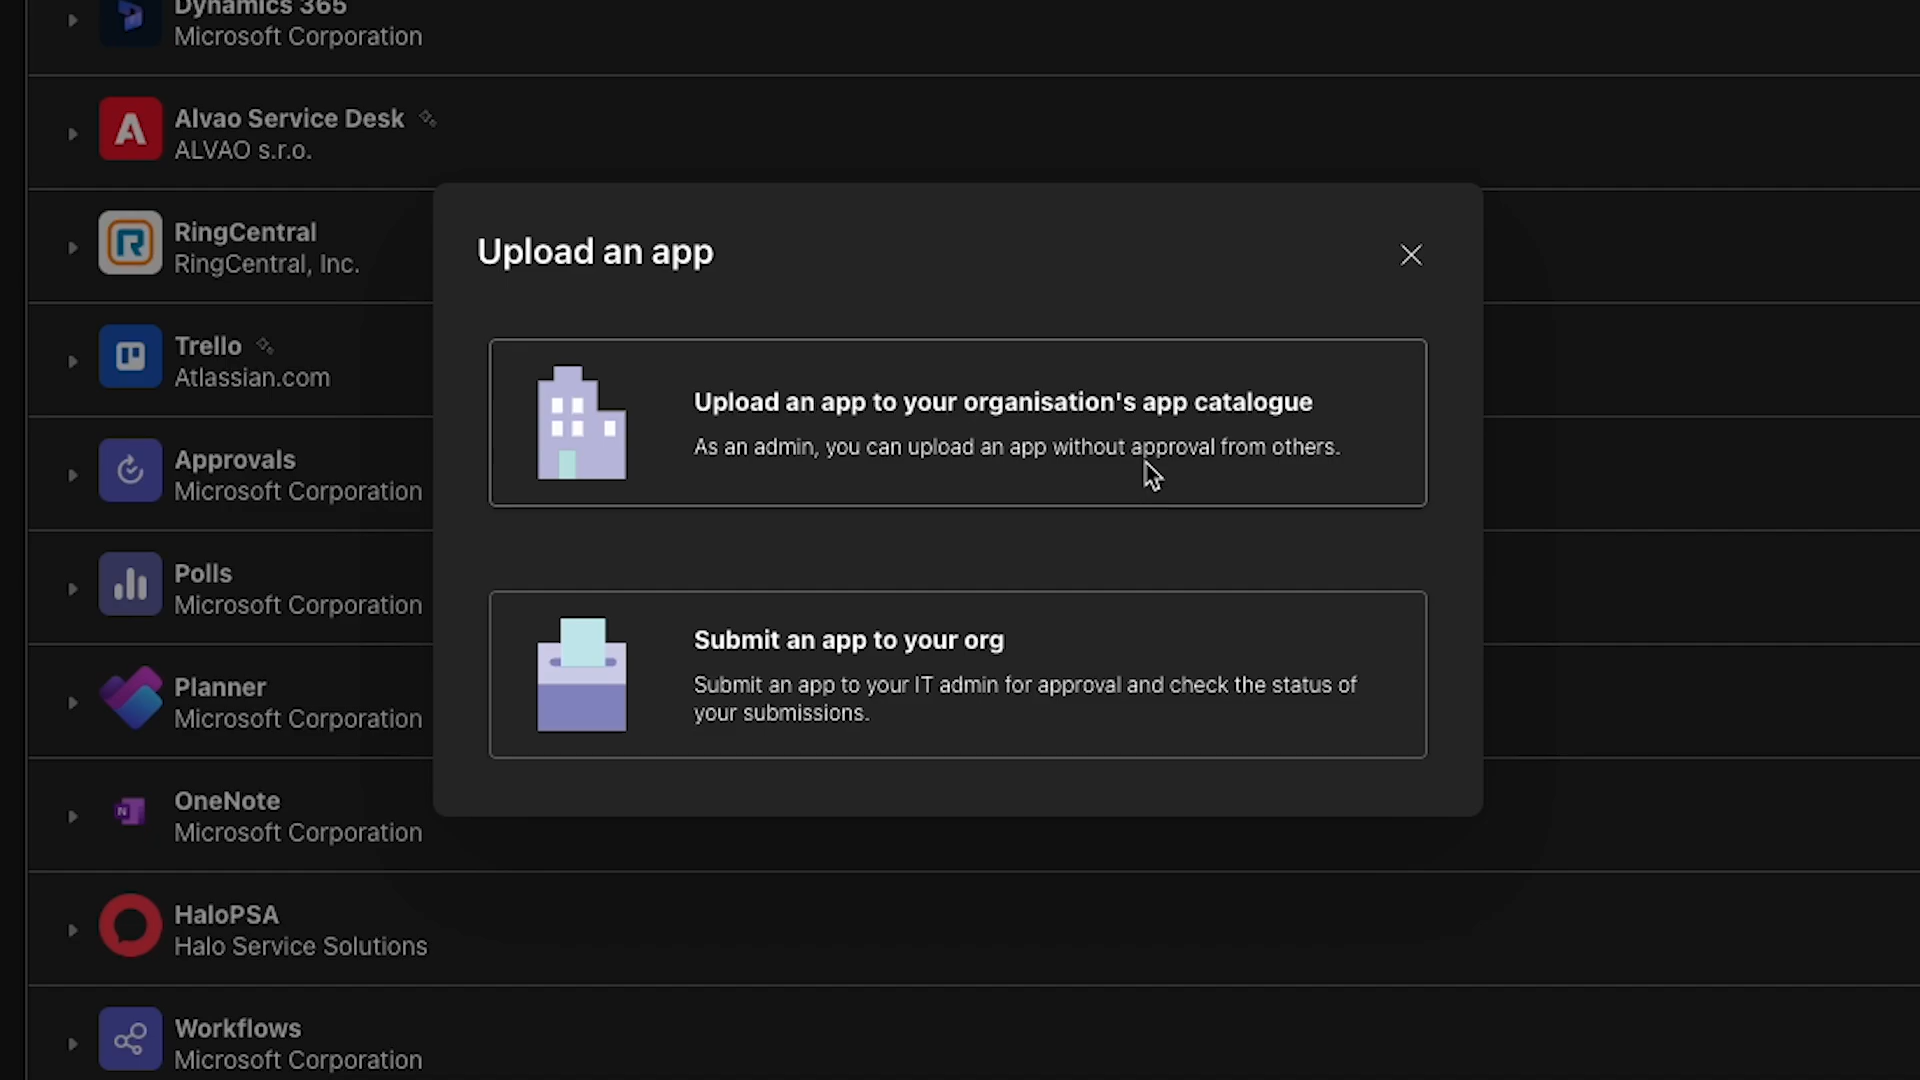 Dynamics 365
Microsoft Corporation
Alvao Service Desk
ALVAO s.r.o.
RingCentral
RingCentral, Inc.
Trello
Atlassian.com
Approvals
Microsoft Corporation
Polls
Microsoft Corporation
Planner
Microsoft Corporation
OneNote
Microsoft Corporation
HaloPSA
Halo Service Solutions
Workflows
Microsoft Corporation
Upload an app
Upload an app to your organisation's app catalogue
As an admin, you can upload an app without approval from others.
Submit an app to your org
Submit an app to your IT admin for approval and check the status of
your submissions.